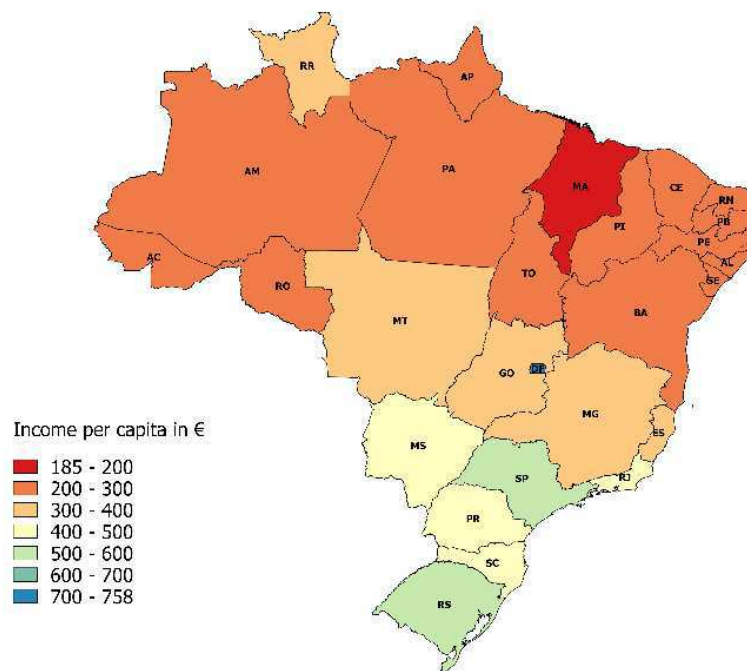 RR
AP
AM
PA
MA
CE
RN
PB
PI
PE
AC
AL
TO
SE
RO
BA
MT
GO
DF
MG
ES
MS
SP
RJ
PR
SC
RS
Income per capita in €
185 - 200
200 - 300
300 - 400
400 - 500
500 - 600
600 - 700
700 - 758